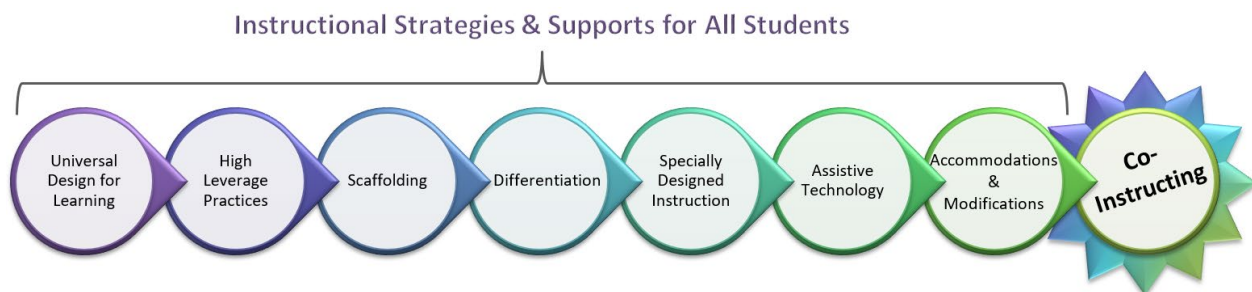 Instructional Strategies & Supports for All Students
Universal
Design for
Learning
High
Leverage
Practices
Scaffolding
Differentiation
Specially
Designed
Instruction
Assistive
Technology
Accommodations
&
Modifications
Co-
Instructing